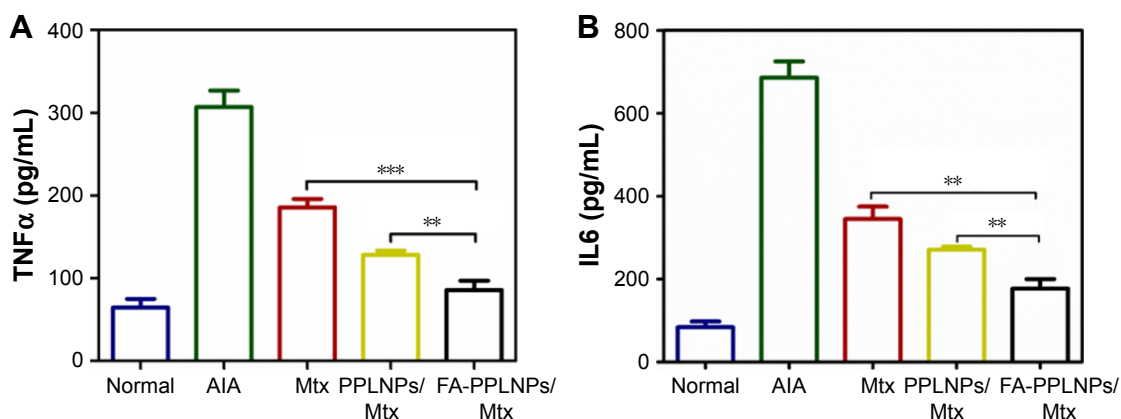 A
TNFα (pg/mL)
400
300
200
100
0
***
**
Normal
AIA
Mtx
PPLNPs/
Mtx
FA-PPLNPs/
Mtx
B
IL6 (pg/mL)
800
600
400
200
0
**
**
Normal
AIA
Mtx
PPLNPs/
Mtx
FA-PPLNPs/
Mtx